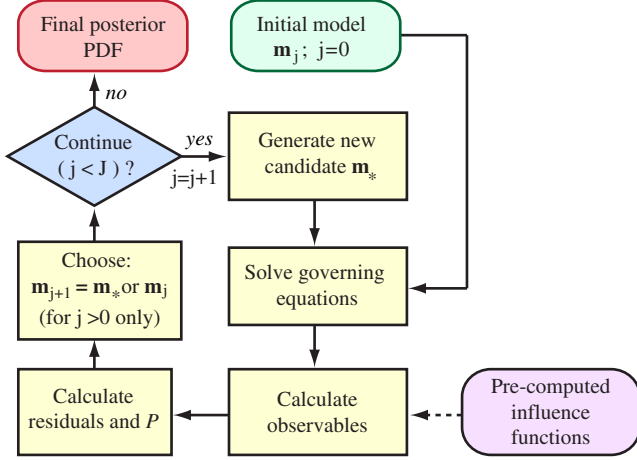 Final posterior
PDF
Initial model
m_j ; j=0
no
Continue
( j < J ) ?
yes
j=j+1
Generate new
candidate m_*
Choose:
m_{j+1} = m_* or m_j
(for j >0 only)
Solve governing
equations
Calculate
residuals and P
Calculate
observables
Pre-computed
influence
functions